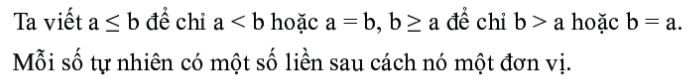 Ta viết a ≤ b để chỉ a < b hoặc a = b, b ≥ a để chỉ b > a hoặc b = a.
Mỗi số tự nhiên có một số liền sau cách nó một đơn vị.